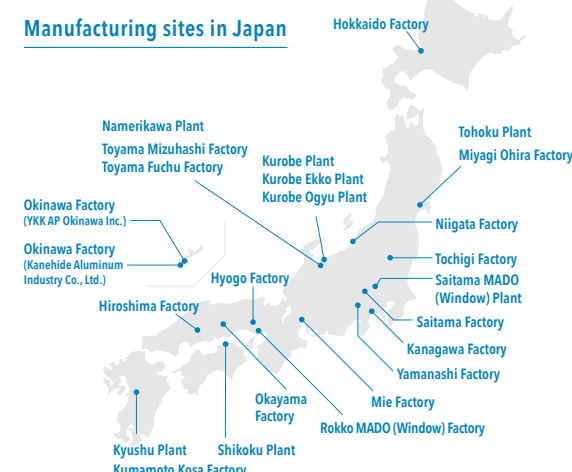 Manufacturing sites in Japan
Hokkaido Factory
Namerikawa Plant
Toyama Mizuhashi Factory
Toyama Fuchu Factory
Kurobe Plant
Kurobe Ekko Plant
Kurobe Ogyu Plant
Tohoku Plant
Miyagi Ohira Factory
Okinawa Factory
(YKK AP Okinawa Inc.)
Okinawa Factory
(Kanehide Aluminum
Industry Co., Ltd.)
Niigata Factory
Tochigi Factory
Saitama MADO
(Window) Plant
Hyogo Factory
Hiroshima Factory
Saitama Factory
Kanagawa Factory
Yamanashi Factory
Mie Factory
Okayama
Factory
Rokko MADO (Window) Factory
Kyushu Plant
Shikoku Plant
Kumamoto Kosa Factory